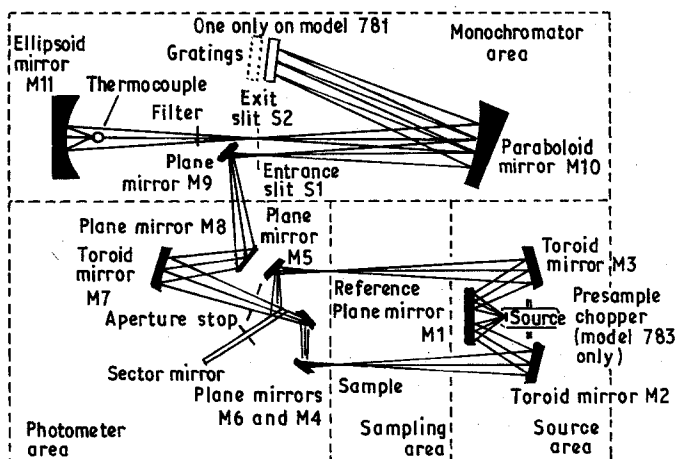 One only on model 781
Ellipsoid
mirror
M11
Thermocouple
Gratings
Monochromator
area
Filter
Exit
slit S2
Plane
mirror M9
Entrance
slit S1
Paraboloid
mirror M10
Plane mirror M8
Toroid
mirror
M7
Plane
mirror
M5
Toroid
mirror M3
Reference
Plane mirror
M1
Source
Presample
chopper
(model 783
only)
Aperture stop
Sector mirror
Plane mirrors
M6 and M4
Sample
Toroid mirror M2
Photometer
area
Sampling
area
Source
area